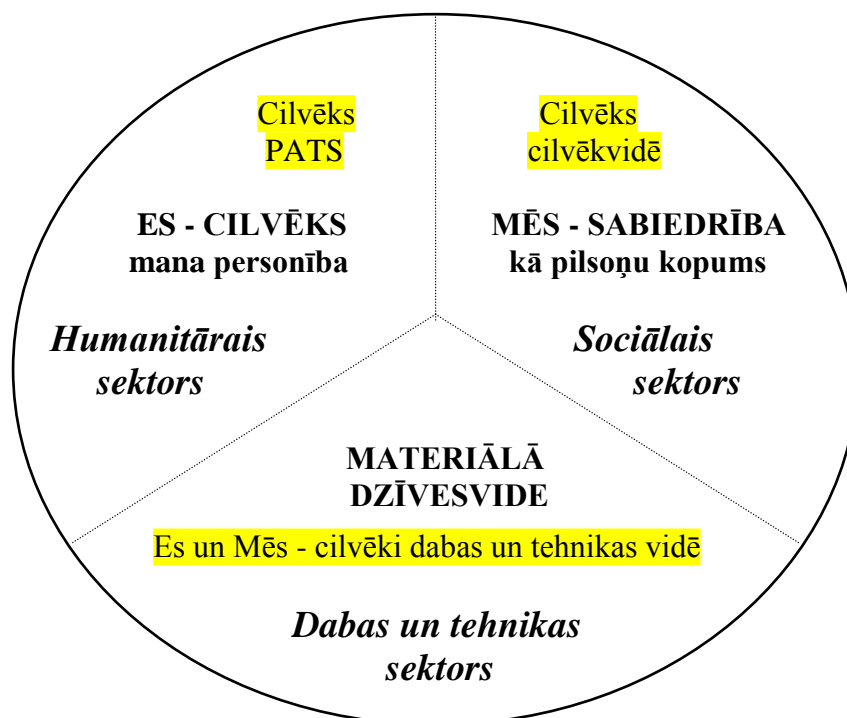 Cilvēks
PATS
ES - CILVĒKS
mana personība
Humanitārais
sektors
Cilvēks
cilvēkvidē
MĒS - SABIEDRĪBA
kā pilsoņu kopums
Sociālais
sektors
MATERIĀLĀ
DZĪVESVIDE
Es un Mēs - cilvēki dabas un tehnikas vidē
Dabas un tehnikas
sektors